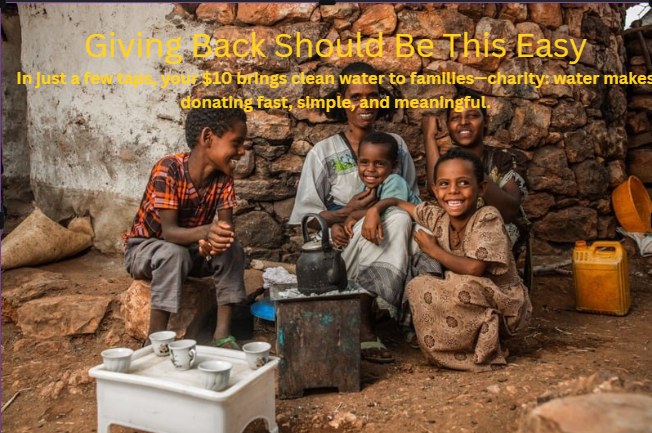 Giving Back Should Be This Easy
In just a few taps, your $10 brings clean water to families—charity: water makes
donating fast, simple, and meaningful.